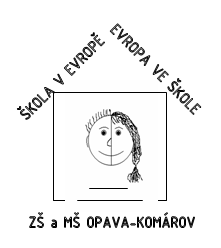 ŠKOLA V EVROPĚ
EVROPA VE ŠKOLE
ZŠ a MŠ OPAVA-KOMÁROV